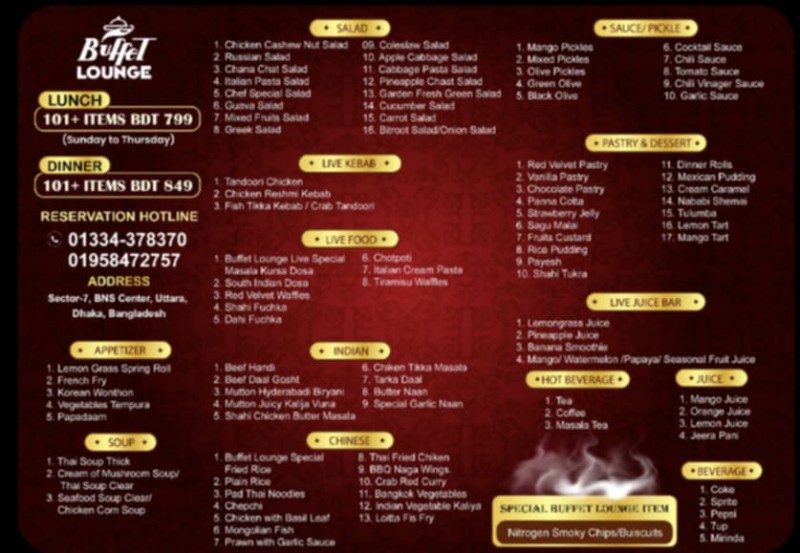 Buffet
LOUNGE
LUNCH
101+ ITEMS BDT 799
(Sunday to Thursday)
DINNER
101+ ITEMS BDT 849
RESERVATION HOTLINE
01334-378370
01958472757
ADDRESS
Sector-7, BNS Center, Uttara,
Dhaka, Bangladesh
APPETIZER
1. Lemon Grass Spring Roll
2. French Fry
3. Korean Wonthon
4. Vegetables Tempura
5. Papadaam
SOUP
1. Thai Soup Thick
2. Cream of Mushroom Soup/
Thai Soup Clear
3. Seafood Soup Clear/
Chicken Corn Soup
SALAD
1. Chicken Cashew Nut Salad
2. Russian Salad
3. Chana Chat Salad
4. Italian Pasta Salad
5. Chef Special Salad
6. Guava Salad
7. Mixed Fruits Salad
8. Greek Salad
09. Coleslaw Salad
10. Apple Cabbage Salad
11. Cabbage Pasta Salad
12. Pineapple Chaat Salad
13. Garden Fresh Green Salad
14. Cucumber Salad
15. Carrot Salad
16. Bitroot Salad/Onion Salad
LIVE KEBAB
1. Tandoori Chicken
2. Chicken Reshmi Kebab
3. Fish Tikka Kebab / Crab Tandoori
LIVE FOOD
1. Buffet Lounge Live Special
Masala Kursa Dosa
2. South Indian Dosa
3. Red Velvet Waffles
4. Shahi Fuchka
5. Dahi Fuchka
6. Chotpoti
7. Italian Cream Pasta
8. Tiramisu Waffles
INDIAN
1. Beef Handi
2. Beef Daal Gosht
3. Mutton Hyderabadi Biryani
4. Mutton Juicy Kalija Vuna
5. Shahi Chicken Butter Masala
6. Chiken Tikka Masala
7. Tarka Daal
8. Butter Naan
9. Special Garlic Naan
CHINESE
1. Buffet Lounge Special
Fried Rice
2. Plain Rice
3. Pad Thai Noodles
4. Chepchi
5. Chicken with Basil Leaf
6. Mongolian Fish
7. Prawn with Garlic Sauce
8. Thai Fried Chiken
9. BBQ Naga Wings.
10. Crab Red Curry
11. Bangkok Vegetables
12. Indian Vegetable Kaliya
13. Loitta Fis Fry
SAUCE/ PICKLE
1. Mango Pickles
2. Mixed Pickles
3. Olive Pickles
4. Green Olive
5. Black Olive
6. Cocktail Sauce
7. Chili Sauce
8. Tomato Sauce
9. Chili Vinager Sauce
10. Garlic Sauce
PASTRY & DESSERT
1. Red Velvet Pastry
2. Vanilla Pastry
3. Chocolate Pastry
4. Panna Cotta
5. Strawberry Jelly
6. Sagu Malai
7. Fruits Custard
8. Rice Pudding
9. Payesh
10. Shahi Tukra
11. Dinner Rolls
12. Mexican Pudding
13. Cream Caramel
14. Nababi Shemai
15. Tulumba
16. Lemon Tart
17. Mango Tart
LIVE JUICE BAR
1. Lemongrass Juice
2. Pineapple Juice
3. Banana Smoothie
4. Mango/ Watermelon /Papaya/ Seasonal Fruit Juice
HOT BEVERAGE
1. Tea
2. Coffee
3. Masala Tea
JUICE
1. Mango Juice
2. Orange Juice
3. Lemon Juice
4. Jeera Pani
BEVERAGE
1. Coke
2. Sprite
3. Pepsi
4. 7up
5. Mirinda
SPECIAL BUFFET LOUNGE ITEM
Nitrogen Smoky Chips/Buiscuits